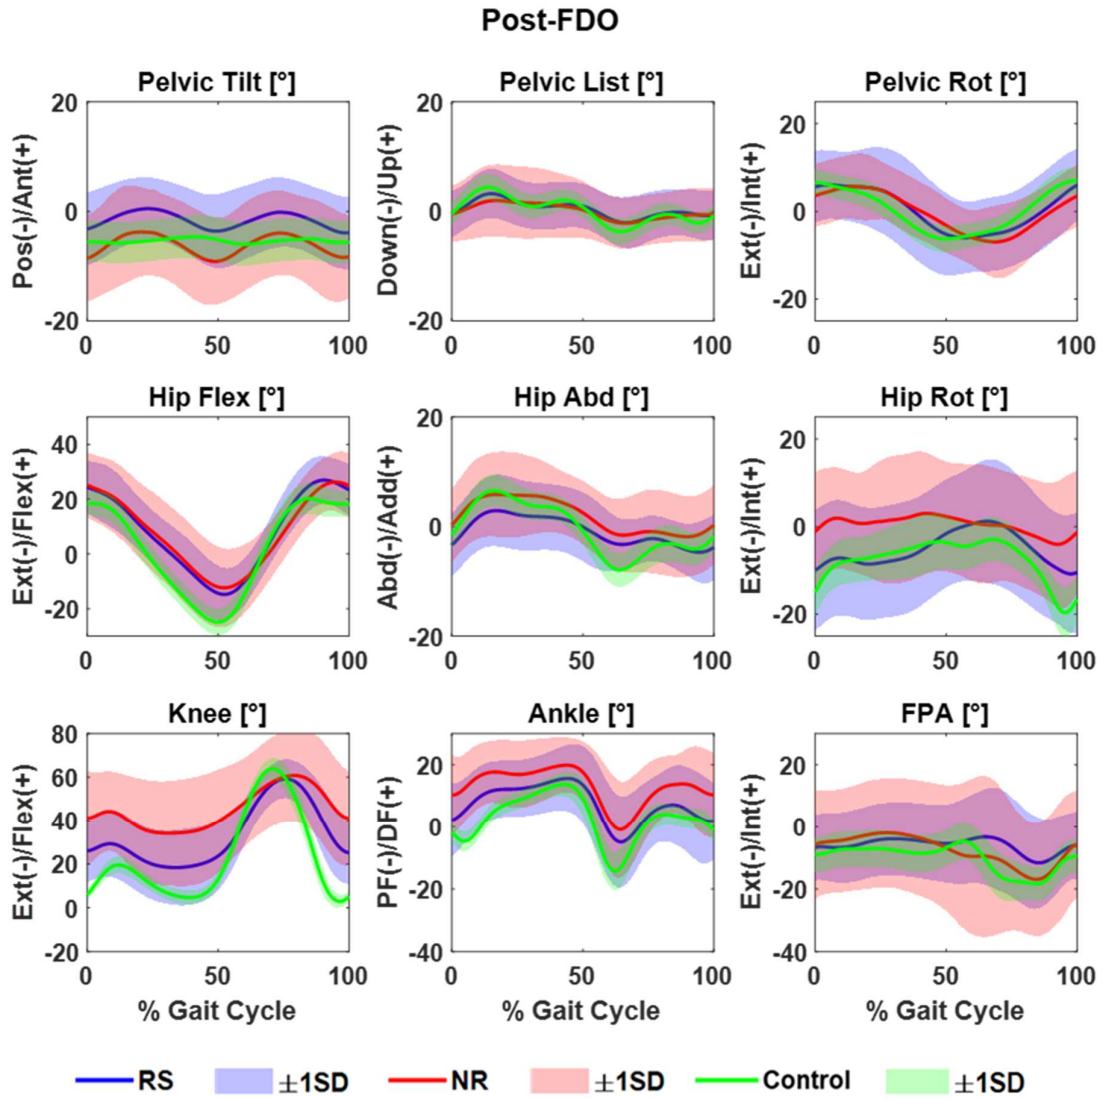 Post-FDO
Pelvic Tilt [°]
Pelvic List [°]
Pelvic Rot [°]
Pos(-)/Ant(+)
20
0
-20
0 50 100
Down(-)/Up(+)
20
0
-20
0 50 100
Ext(-)/Int(+)
20
0
-20
0 50 100
Hip Flex [°]
Hip Abd [°]
Hip Rot [°]
Ext(-)/Flex(+)
40
20
0
-20
0 50 100
Abd(-)/Add(+)
20
0
-20
0 50 100
Ext(-)/Int(+)
20
0
-20
0 50 100
Knee [°]
Ankle [°]
FPA [°]
Ext(-)/Flex(+)
80
60
40
20
0
-20
0 50 100
% Gait Cycle
PF(-)/DF(+)
20
0
-20
-40
0 50 100
% Gait Cycle
Ext(-)/Int(+)
20
0
-20
-40
0 50 100
% Gait Cycle
RS ±1SD NR ±1SD Control ±1SD